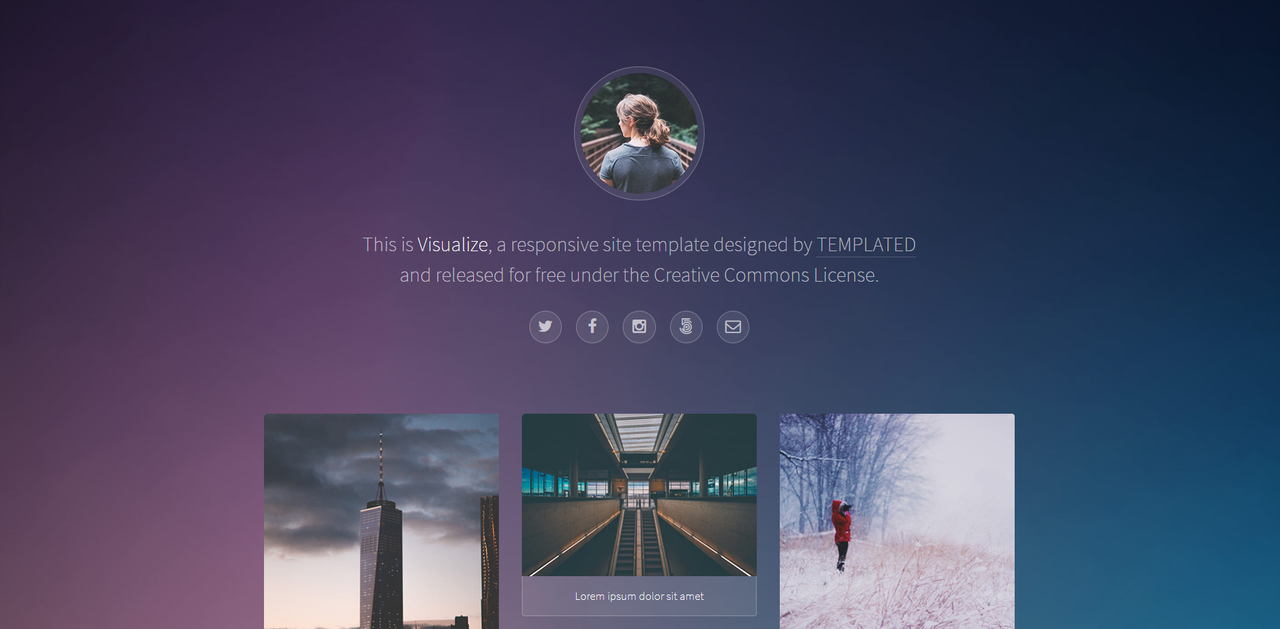 This is Visualize, a responsive site template designed by TEMPLATED
and released for free under the Creative Commons License.
Lorem ipsum dolor sit amet